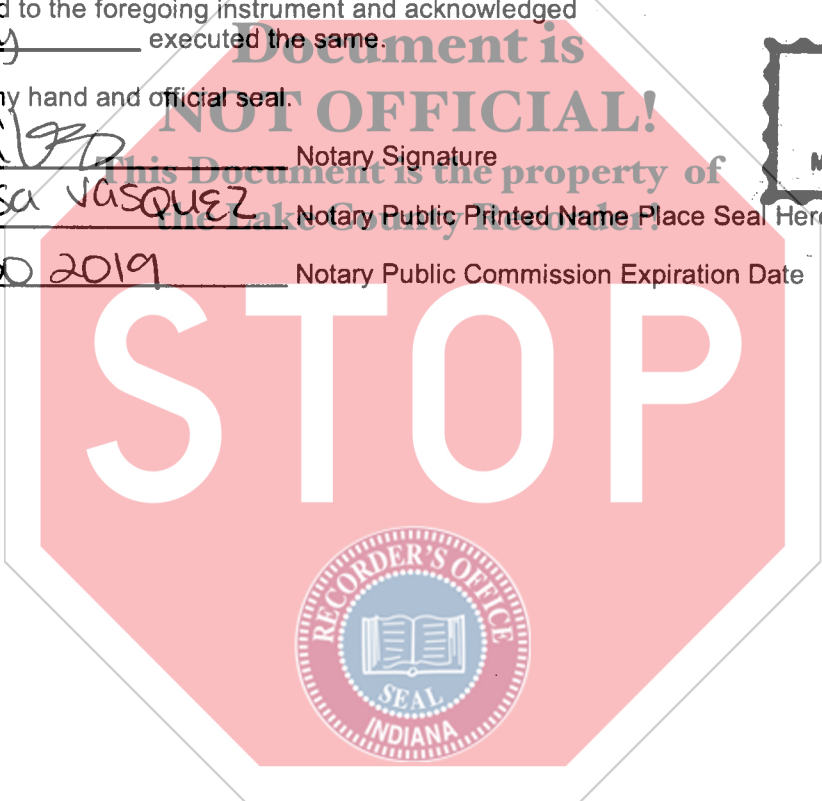 d to the foregoing instrument and acknowledged
y executed the same.
Document is
y hand and official seal.
NOT OFFICIAL!
Notary Signature
This Document is the property of
sa Vasquez Notary Public Printed Name Place Seal Here
the Lake County Recorder!
2019 Notary Public Commission Expiration Date
STOP
RECORDER'S OFFICE
SEAL
INDIANA